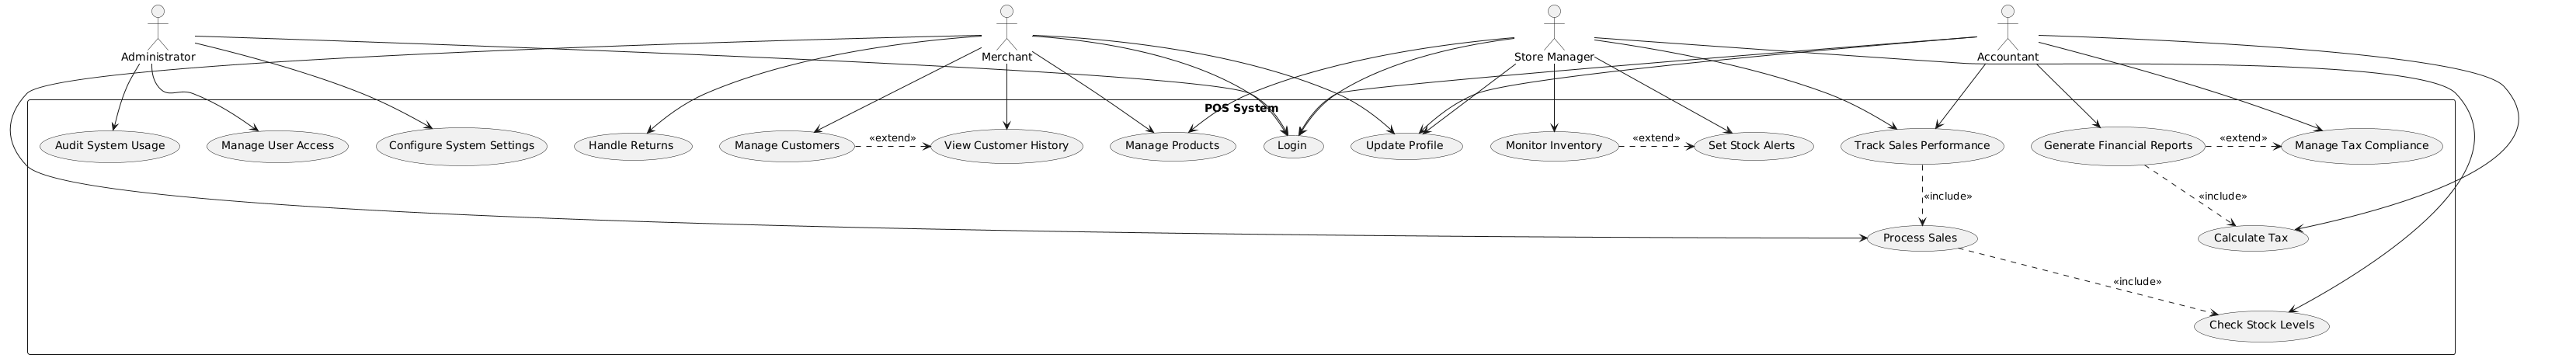 Administrator
Merchant
Store Manager
Accountant
POS System
Audit System Usage
Manage User Access
Configure System Settings
Handle Returns
Manage Customers
«extend»
View Customer History
Manage Products
Login
Update Profile
Monitor Inventory
«extend»
Set Stock Alerts
Track Sales Performance
Generate Financial Reports
«extend»
Manage Tax Compliance
«include»
«include»
Process Sales
Calculate Tax
«include»
Check Stock Levels